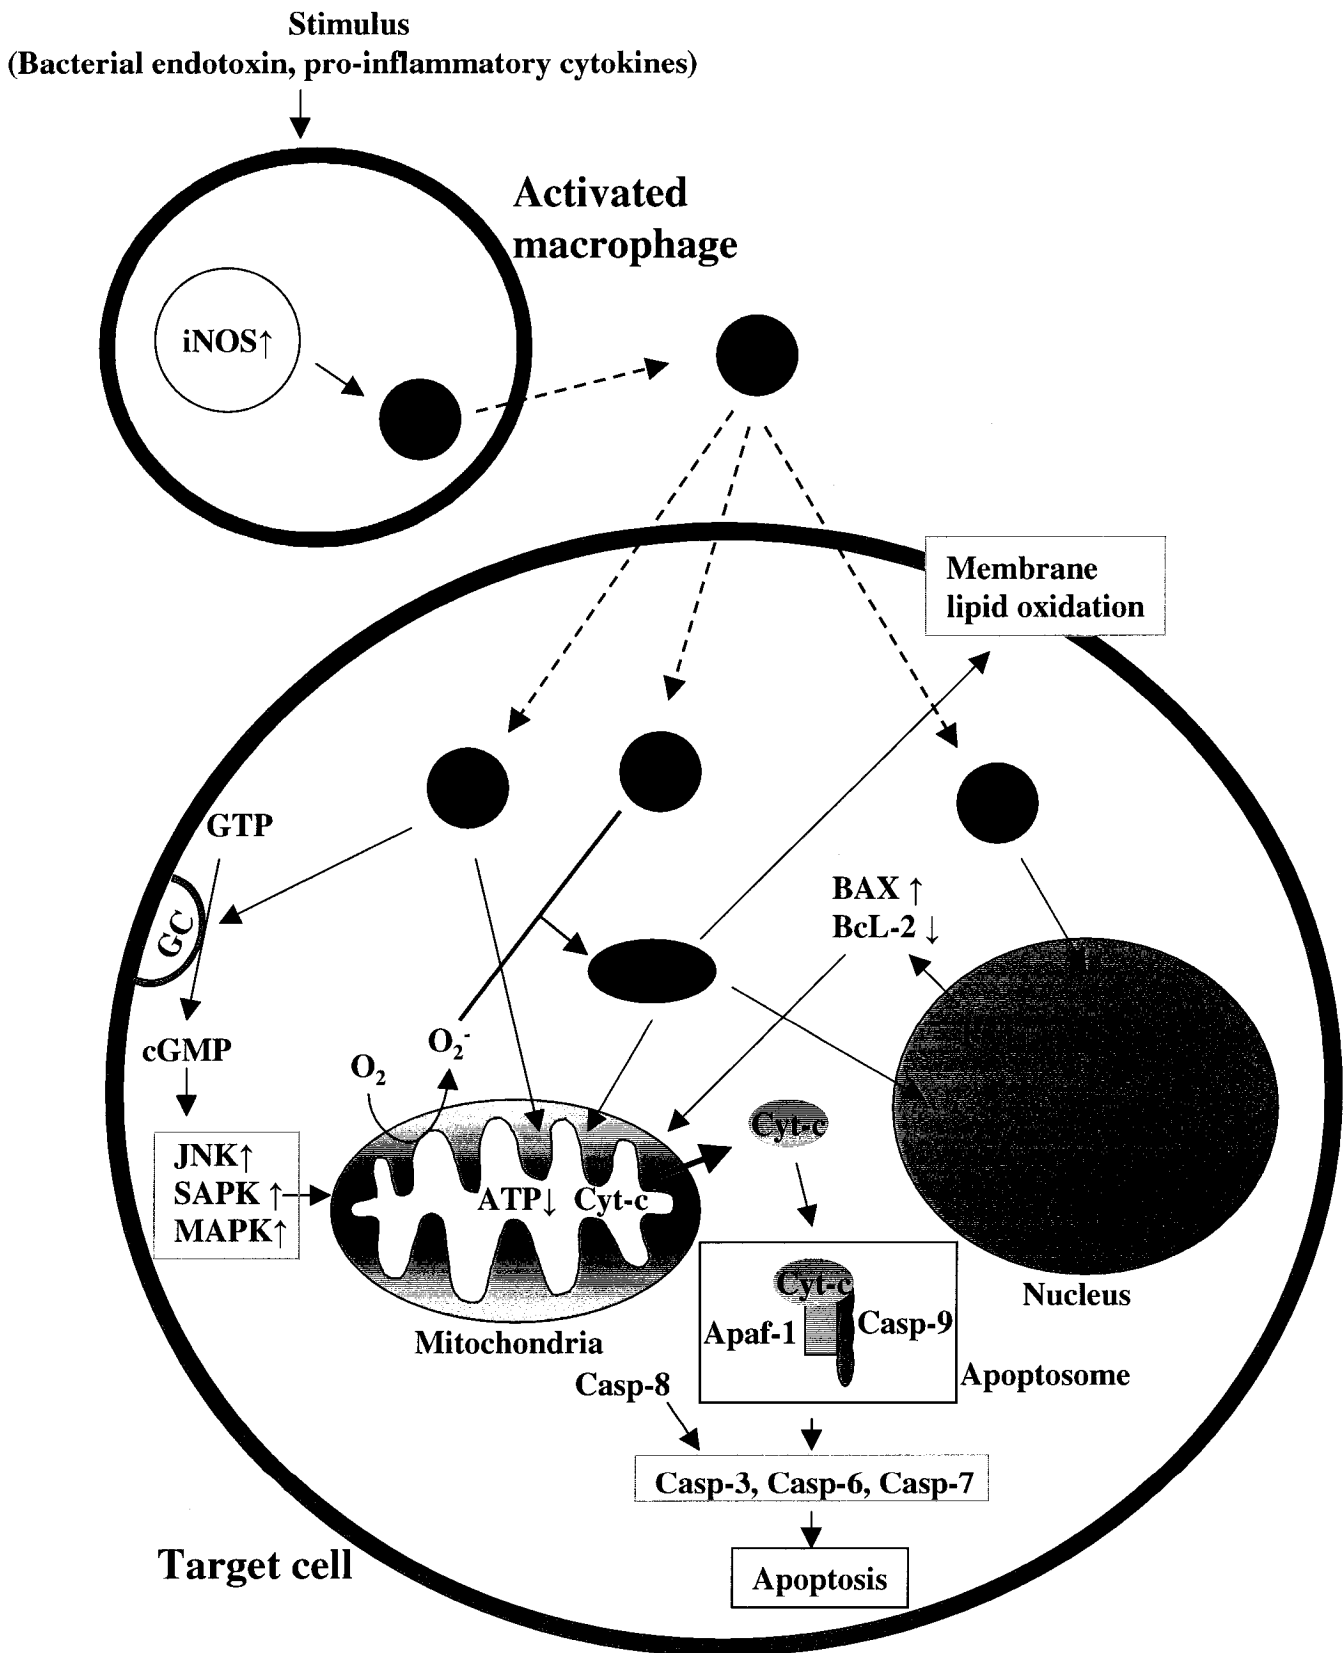 Stimulus
(Bacterial endotoxin, pro-inflammatory cytokines)
Activated
macrophage
iNOS↑
Membrane
lipid oxidation
GTP
GC
BAX ↑
BcL-2 ↓
cGMP
O₂
O₂⁻
Cyt-c
JNK↑
SAPK ↑
MAPK↑
ATP↓ Cyt-c
Cyt-c
Apaf-1
Casp-9
Nucleus
Mitochondria
Casp-8
Apoptosome
Casp-3, Casp-6, Casp-7
Target cell
Apoptosis